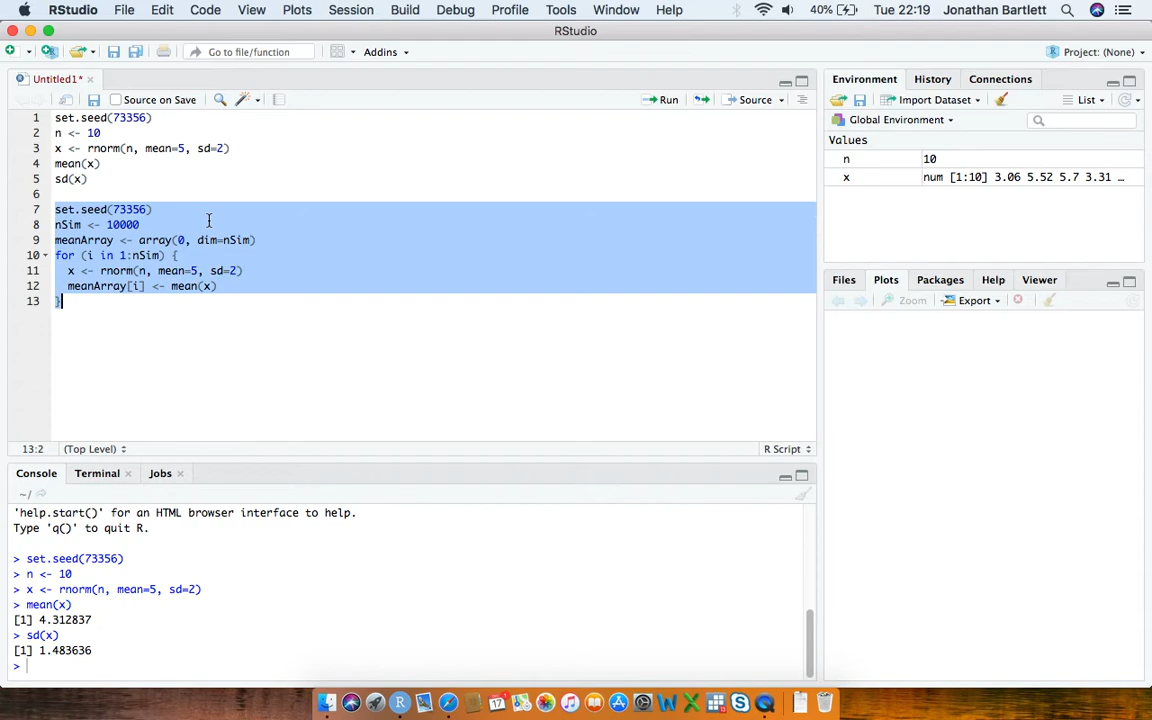 RStudio File Edit Code View Plots Session Build Debug Profile Tools Window Help 40% Tue 22:19 Jonathan Bartlett
RStudio
Go to file/function Addins Project: (None)
Untitled1*
Source on Save Run Source
1 set.seed(73356)
2 n <- 10
3 x <- rnorm(n, mean=5, sd=2)
4 mean(x)
5 sd(x)
6
7 set.seed(73356)
8 nSim <- 10000
9 meanArray <- array(0, dim=nSim)
10 for (i in 1:nSim) {
11 x <- rnorm(n, mean=5, sd=2)
12 meanArray[i] <- mean(x)
13 }
13:2 (Top Level) R Script
Console Terminal Jobs
~/
'help.start()' for an HTML browser interface to help.
Type 'q()' to quit R.
> set.seed(73356)
> n <- 10
> x <- rnorm(n, mean=5, sd=2)
> mean(x)
[1] 4.312837
> sd(x)
[1] 1.483636
>
Environment History Connections
Import Dataset List
Global Environment
Values
n 10
x num [1:10] 3.06 5.52 5.7 3.31 …
Files Plots Packages Help Viewer
Zoom Export